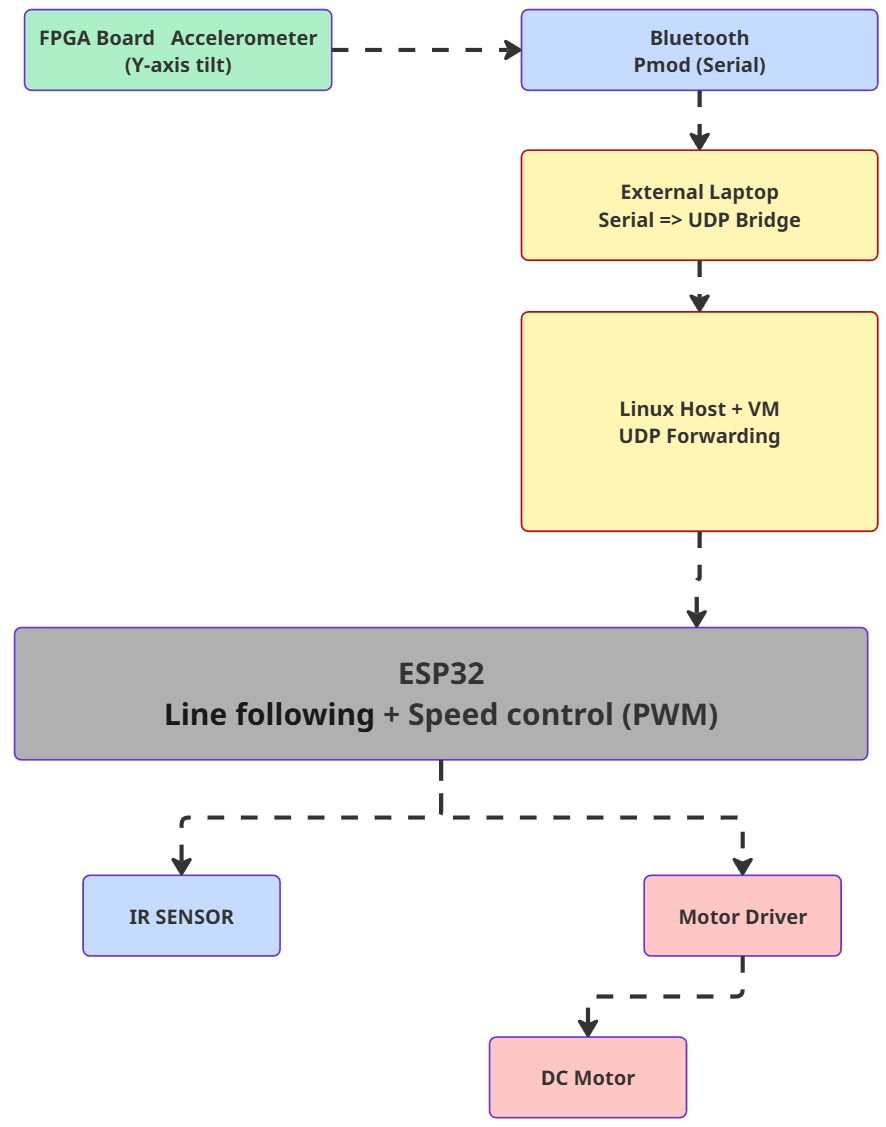 FPGA Board   Accelerometer
(Y-axis tilt)
Bluetooth
Pmod (Serial)
External Laptop
Serial => UDP Bridge
Linux Host + VM
UDP Forwarding
ESP32
Line following + Speed control (PWM)
IR SENSOR
Motor Driver
DC Motor